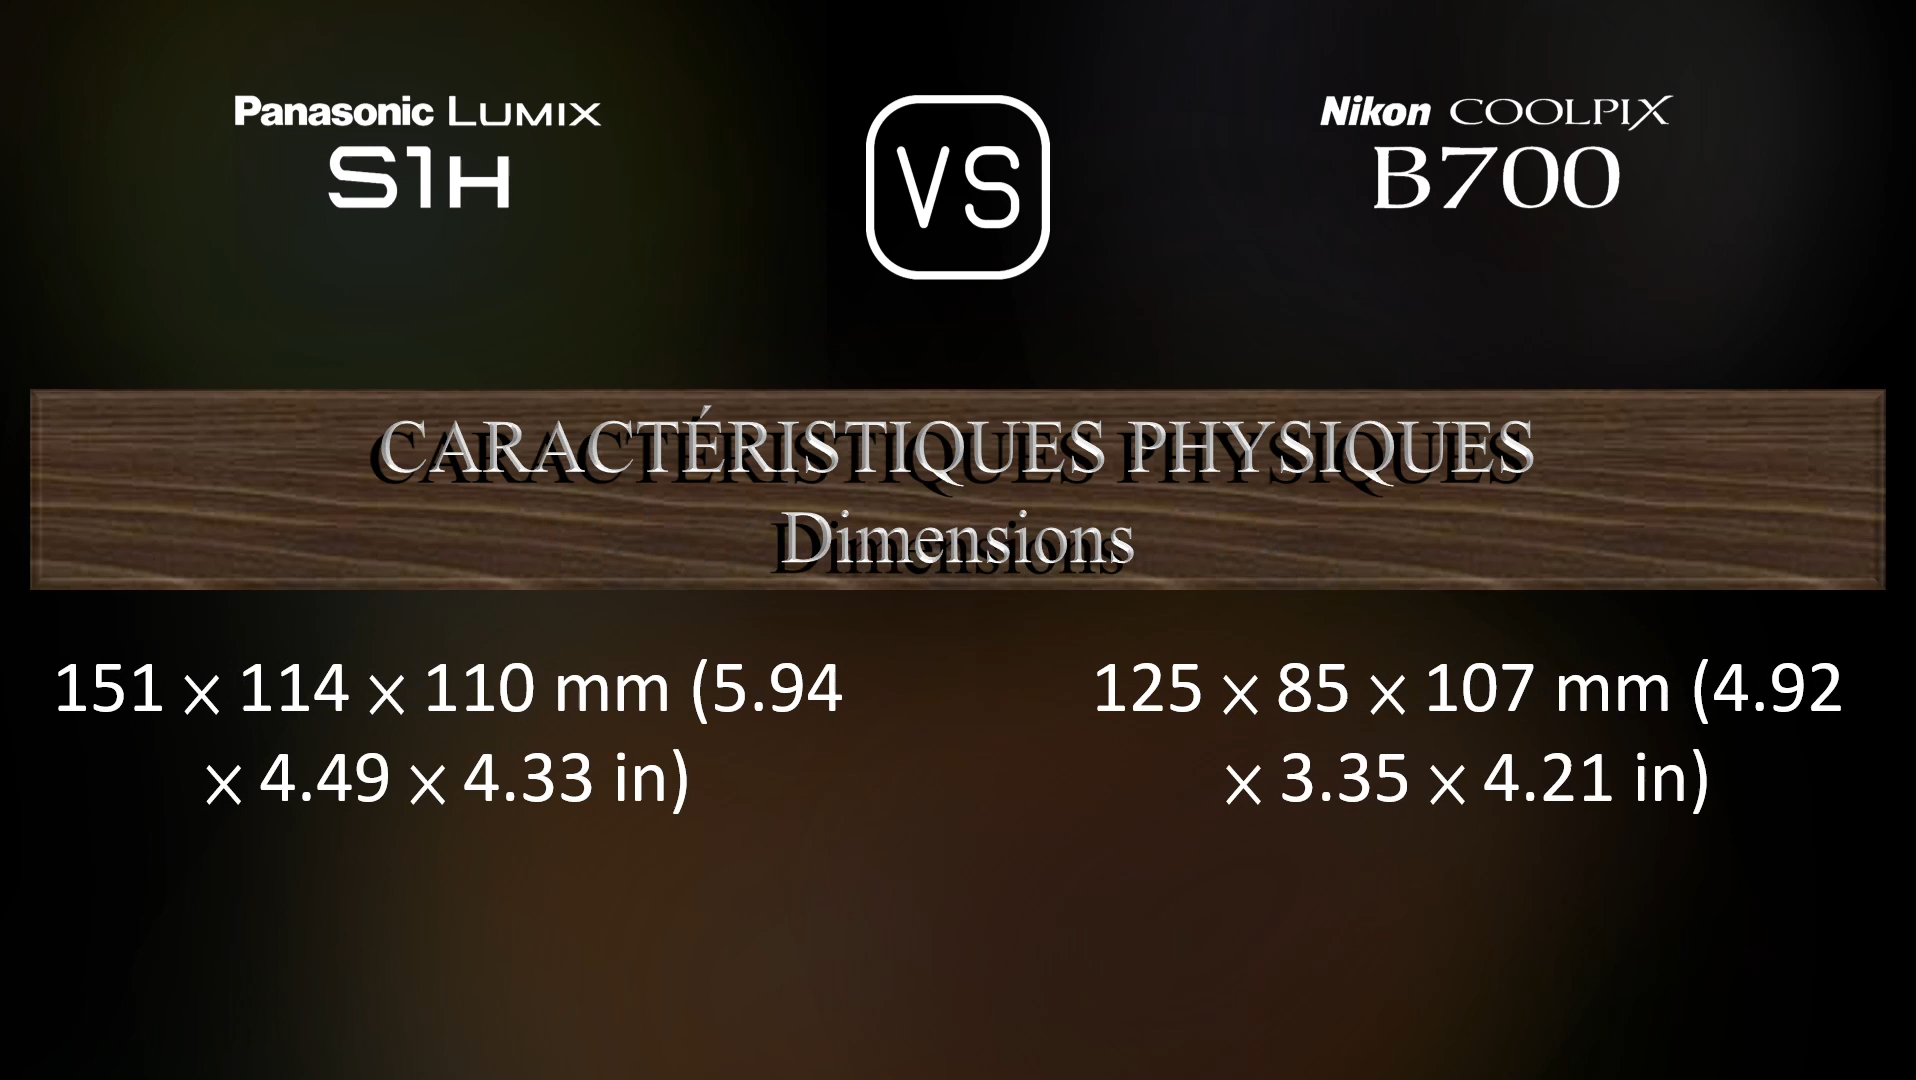 Panasonic LUMIX
S1H
VS
Nikon COOLPIX
B700
CARACTÉRISTIQUES PHYSIQUES
Dimensions
151 x 114 x 110 mm (5.94
x 4.49 x 4.33 in)
125 x 85 x 107 mm (4.92
x 3.35 x 4.21 in)